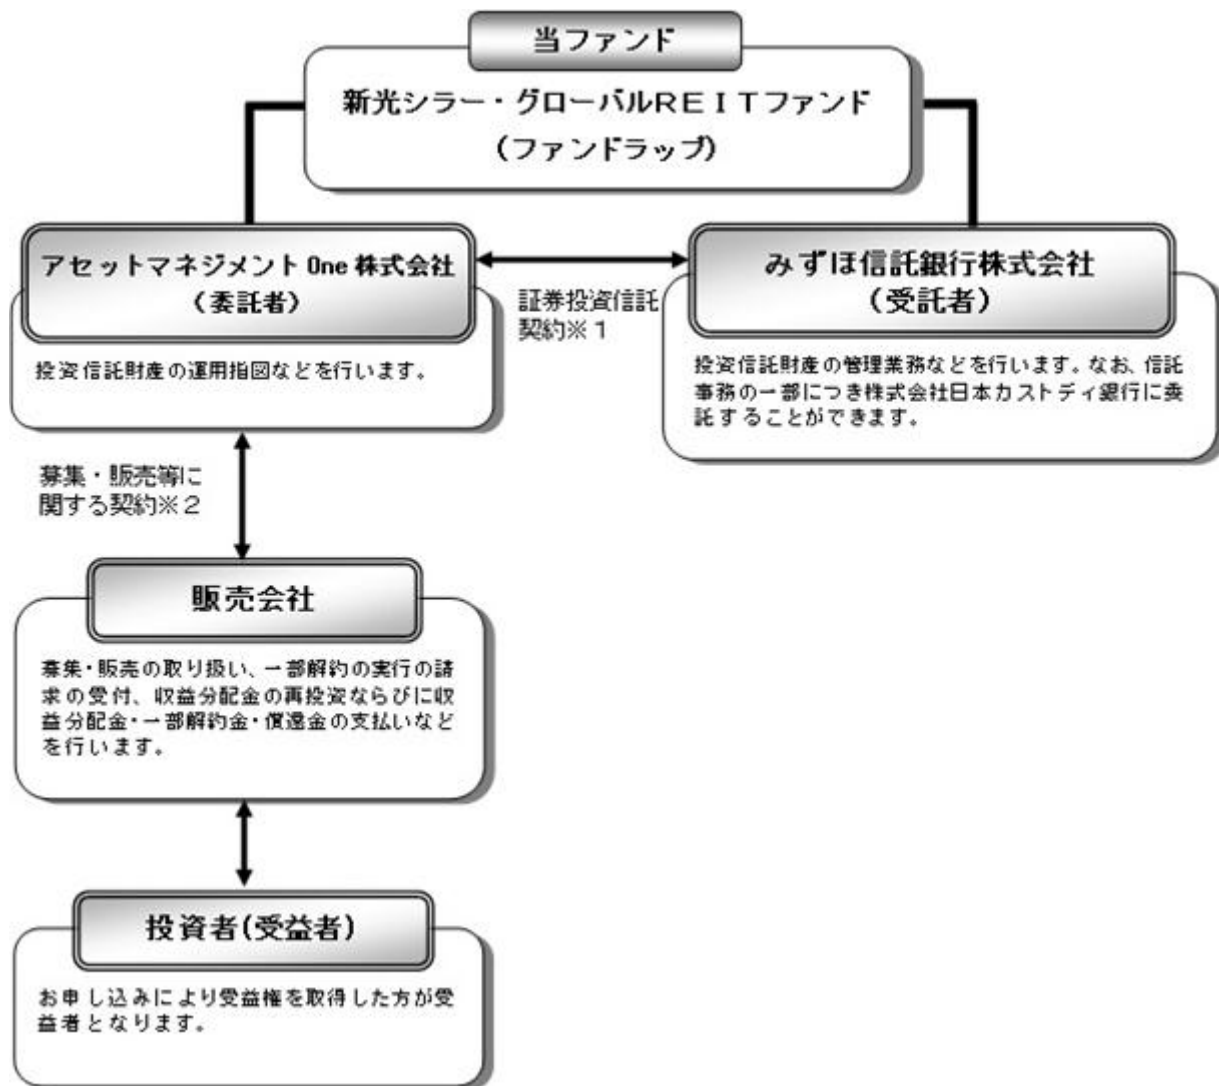 当ファンド
新光シラー・グローバルREITファンド
(ファンドラップ)
アセットマネジメント One 株式会社
(委託者)
投資信託財産の運用指図などを行います。
証券投資信託
契約※1
みずほ信託銀行株式会社
(受託者)
投資信託財産の管理業務などを行います。なお、信託
事務の一部につき株式会社日本カストディ銀行に委
託することができます。
募集・販売等に
関する契約※2
販売会社
募集・販売の取り扱い、一部解約の実行の請
求の受付、収益分配金の再投資ならびに収
益分配金・一部解約金・償還金の支払いなど
を行います。
投資者(受益者)
お申し込みにより受益権を取得した方が受
益者となります。